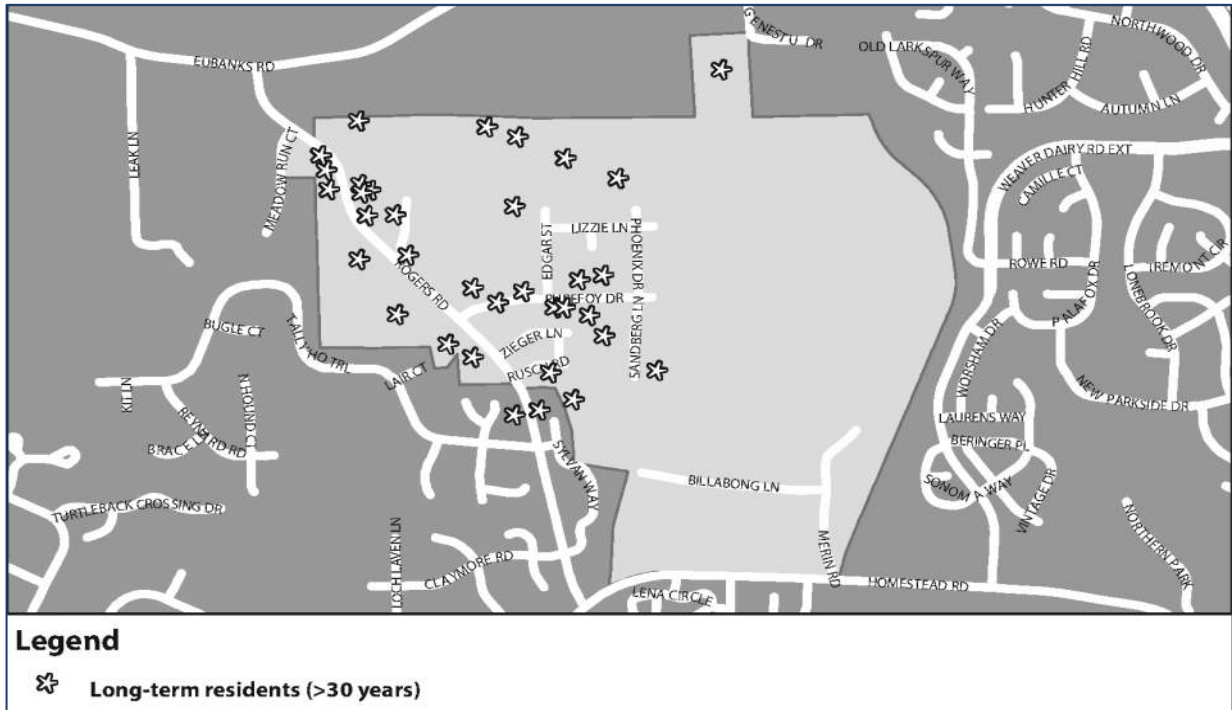 GENESTU DR
OLD LARKSPUR WAY
NORTHWOOD DR
HUNTER HILL RD
AUTUMN LN
EUBANKS RD
LEAK LN
MEADOW RUN CT
WEAVER DAIRY RD EXT
CAMILLE CT
LIZZIE LN
EDGAR ST
PHOENIX DR
ROGERS RD
ROWE RD
PALAFOX DR
LONEBROOK DR
SANDBERG LN
ZIEGER LN
BUGLE CT
TALLYHO TRL
LAIR CT
WORSHAM DR
NEW PARKSIDE DR
KIT LN
N HOUND CT
REYNARD RD
LAURENS WAY
BERINGER PL
SYLVAN WAY
BILLABONG LN
SONOMA WAY
VINTAGE DR
TURTLEBACK CROSSING DR
NORTHERN PARK
LOCH LAVEN LN
CLAYMORE RD
MERIN RD
HOMESTEAD RD
LENA CIRCLE
Legend
Long-term residents (>30 years)